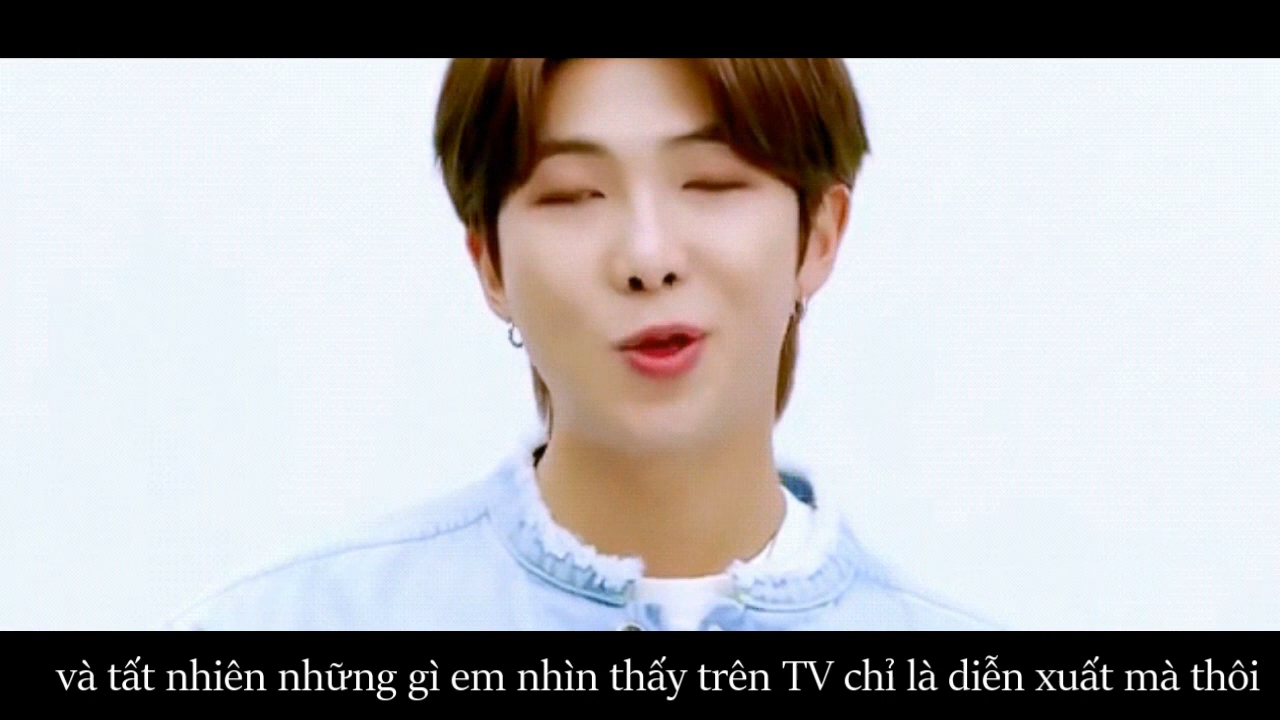 và tất nhiên những gì em nhìn thấy trên TV chỉ là diễn xuất mà thôi